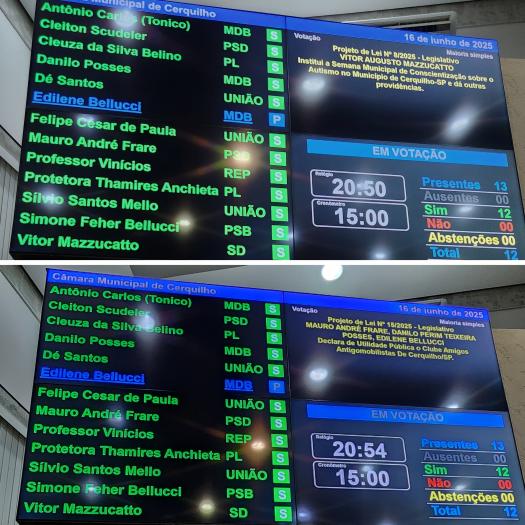 Câmara Municipal de Cerquilho
Antônio Carlos (Tonico) MDB S
Cleiton Scudeler PSD S
Cleuza da Silva Belino PL S
Danilo Posses MDB S
Dé Santos UNIÃO S
Edilene Bellucci MDB P
Felipe Cesar de Paula UNIÃO S
Mauro André Frare PSD S
Professor Vinícios REP S
Protetora Thamires Anchieta PL S
Sílvio Santos Mello UNIÃO S
Simone Feher Bellucci PSB S
Vitor Mazzucatto SD S
16 de junho de 2025
Votação Maioria simples
Projeto de Lei Nº 8/2025 - Legislativo
VITOR AUGUSTO MAZZUCATTO
Institui a Semana Municipal de Conscientização sobre o
Autismo no Município de Cerquilho-SP e dá outras
providências.
EM VOTAÇÃO
Relógio
20:50
Cronômetro
15:00
Presentes 13
Ausentes 00
Sim 12
Não 00
Abstenções 00
Total 12
Câmara Municipal de Cerquilho
Antônio Carlos (Tonico) MDB S
Cleiton Scudeler PSD S
Cleuza da Silva Belino PL S
Danilo Posses MDB S
Dé Santos UNIÃO S
Edilene Bellucci MDB P
Felipe Cesar de Paula UNIÃO S
Mauro André Frare PSD S
Professor Vinícios REP S
Protetora Thamires Anchieta PL S
Sílvio Santos Mello UNIÃO S
Simone Feher Bellucci PSB S
Vitor Mazzucatto SD S
16 de junho de 2025
Votação Maioria simples
Projeto de Lei Nº 15/2025 - Legislativo
MAURO ANDRÉ FRARE, DANILO PERIM TEIXEIRA
POSSES, EDILENE BELLUCCI
Declara de Utilidade Pública o Clube Amigos
Antigomobilistas De Cerquilho/SP.
EM VOTAÇÃO
Relógio
20:54
Cronômetro
15:00
Presentes 13
Ausentes 00
Sim 12
Não 00
Abstenções 00
Total 12